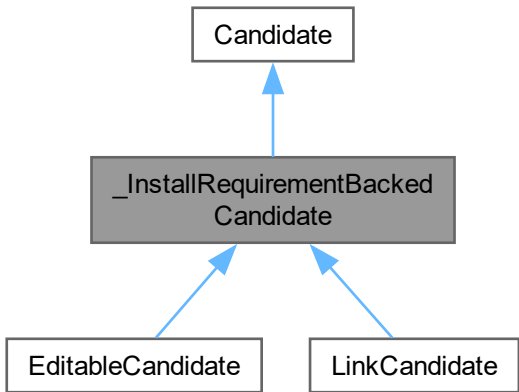 Candidate
_InstallRequirementBacked
Candidate
EditableCandidate
LinkCandidate